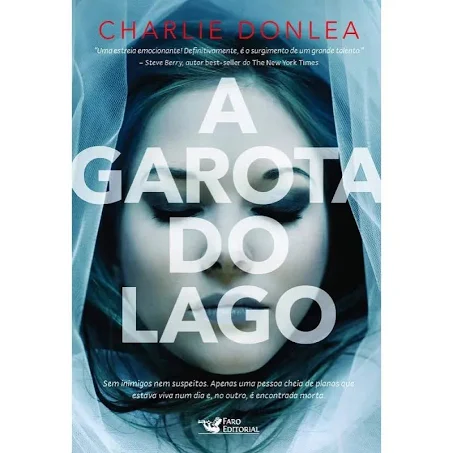 CHARLIE DONLEA
"Uma estreia emocionante! Definitivamente, é o surgimento de um grande talento."
– Steve Berry, autor best-seller do The New York Times
A
GAROTA
DO
LAGO
Sem inimigos nem suspeitos. Apenas uma pessoa cheia de planos que
estava viva num dia e, no outro, é encontrada morta.
FARO
EDITORIAL